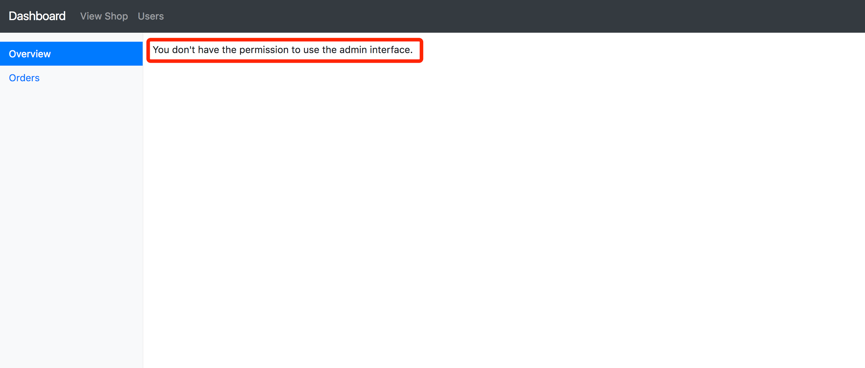 Dashboard View Shop Users
Overview
You don't have the permission to use the admin interface.
Orders